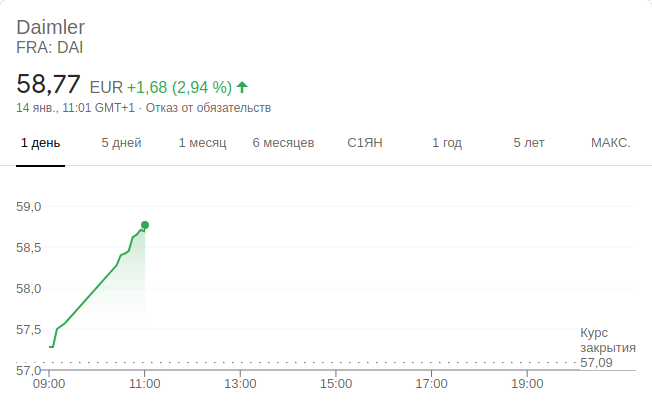 Daimler
FRA: DAI
58,77 EUR +1,68 (2,94 %)
14 янв., 11:01 GMT+1 · Отказ от обязательств
1 день 5 дней 1 месяц 6 месяцев С1ЯН 1 год 5 лет МАКС.
59,0
58,5
58,0
57,5
Курс
закрытия
57,09
57,0
09:00 11:00 13:00 15:00 17:00 19:00